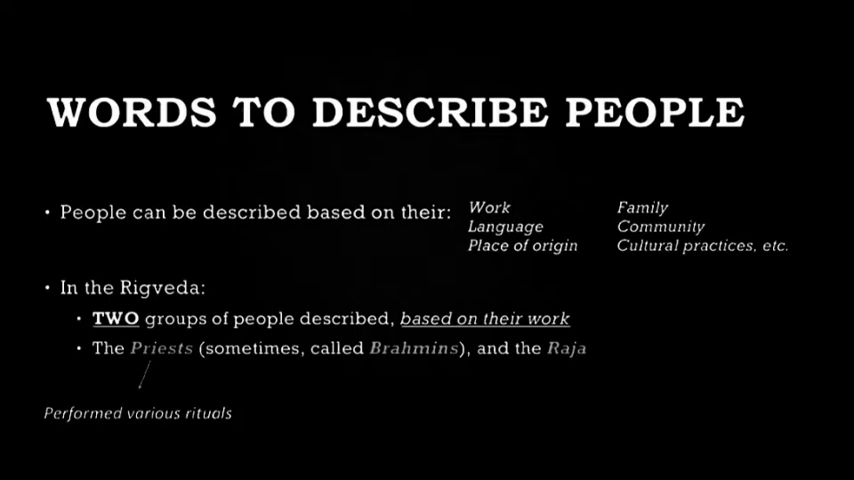 WORDS TO DESCRIBE PEOPLE
• People can be described based on their:
Work
Language
Place of origin
Family
Community
Cultural practices, etc.
• In the Rigveda:
• TWO groups of people described, based on their work
• The Priests (sometimes, called Brahmins), and the Raja
Performed various rituals